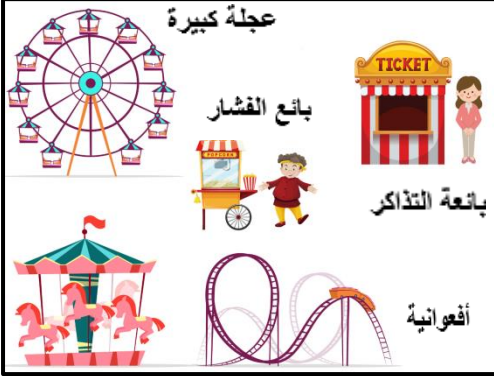 عجلة كبيرة
TICKET
بائع الفشار
POPCORN
بائعة التذاكر
أفعوانية